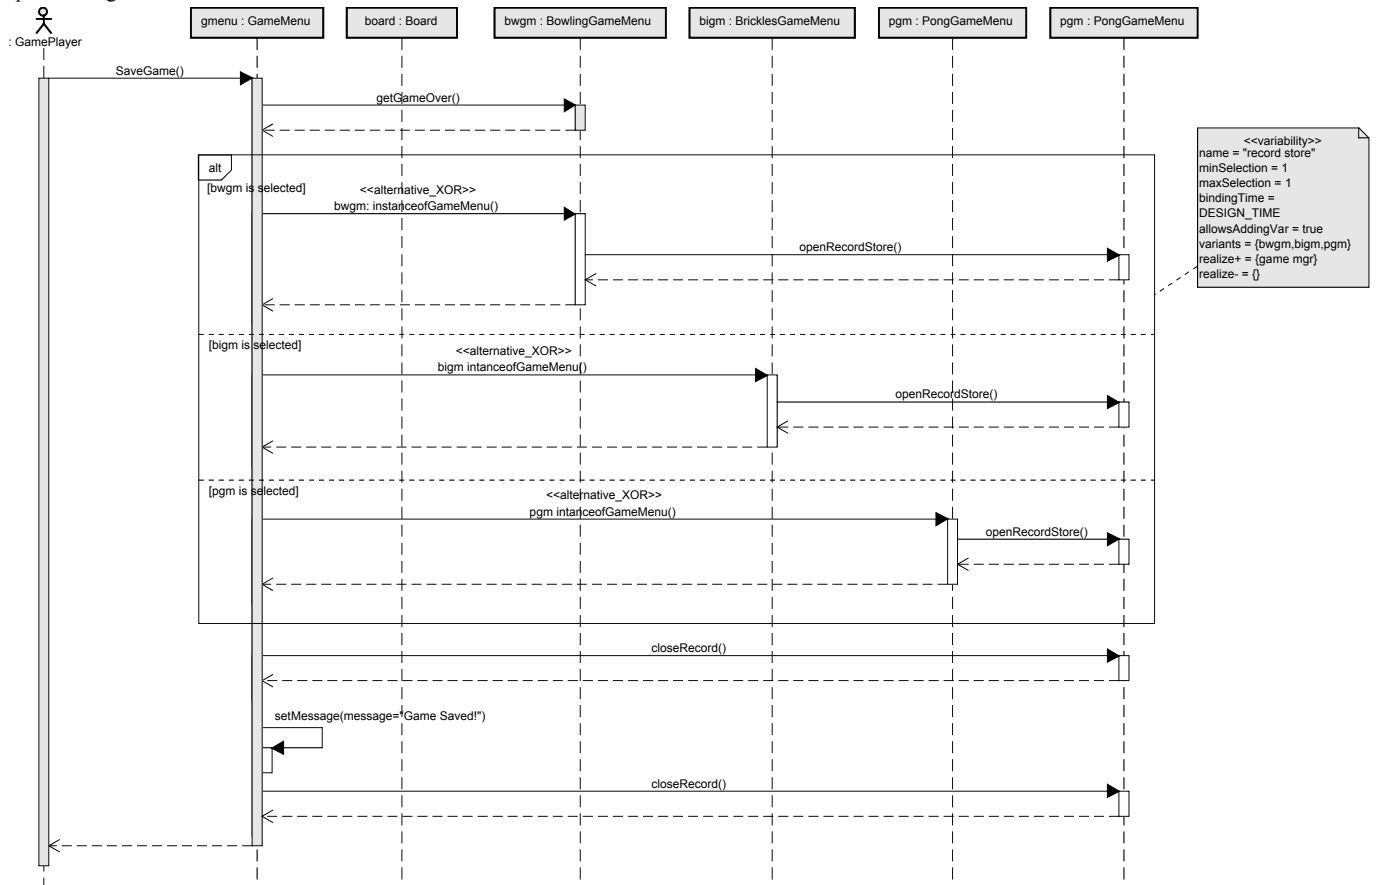 : GamePlayer
gmenu : GameMenu
board : Board
bwgm : BowlingGameMenu
bigm : BricklesGameMenu
pgm : PongGameMenu
pgm : PongGameMenu
SaveGame()
getGameOver()
<<variability>>
name = "record store"
minSelection = 1
maxSelection = 1
bindingTime =
DESIGN_TIME
allowsAddingVar = true
variants = {bwgm,bigm,pgm}
realize+ = {game mgr}
realize- = {}
alt
[bwgm is selected]
<<alternative_XOR>>
bwgm: instanceofGameMenu()
openRecordStore()
[bigm is selected]
<<alternative_XOR>>
bigm intanceofGameMenu()
openRecordStore()
[pgm is selected]
<<alternative_XOR>>
pgm intanceofGameMenu()
openRecordStore()
closeRecord()
setMessage(message="Game Saved!")
closeRecord()